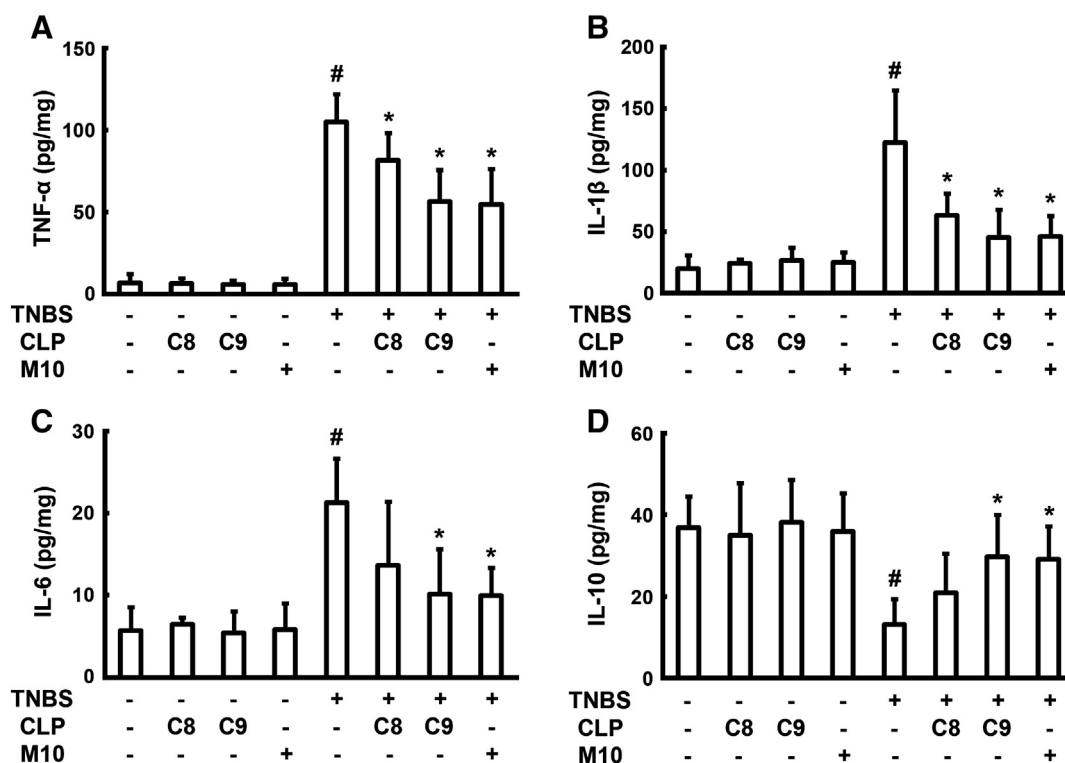 A
TNF-α (pg/mg)
150
100
50
0
# * * *
TNBS - - - - + + + +
CLP - C8 C9 - - C8 C9 -
M10 - - - + - - - +
B
IL-1β (pg/mg)
200
150
100
50
0
# * * *
TNBS - - - - + + + +
CLP - C8 C9 - - C8 C9 -
M10 - - - + - - - +
C
IL-6 (pg/mg)
30
20
10
0
# * *
TNBS - - - - + + + +
CLP - C8 C9 - - C8 C9 -
M10 - - - + - - - +
D
IL-10 (pg/mg)
60
40
20
0
# * *
TNBS - - - - + + + +
CLP - C8 C9 - - C8 C9 -
M10 - - - + - - - +